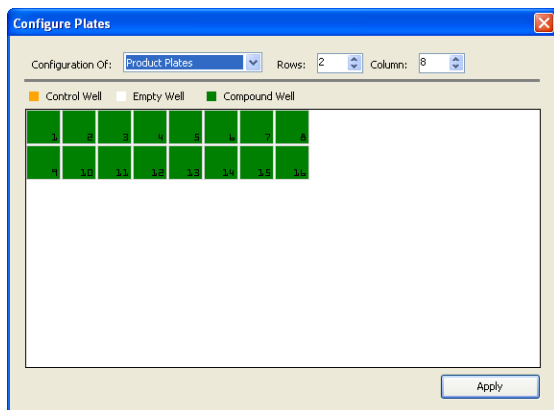 Configure Plates
Configuration Of: Product Plates Rows: 2 Column: 8
Control Well Empty Well Compound Well
1 2 3 4 5 6 7 8
9 10 11 12 13 14 15 16
Apply